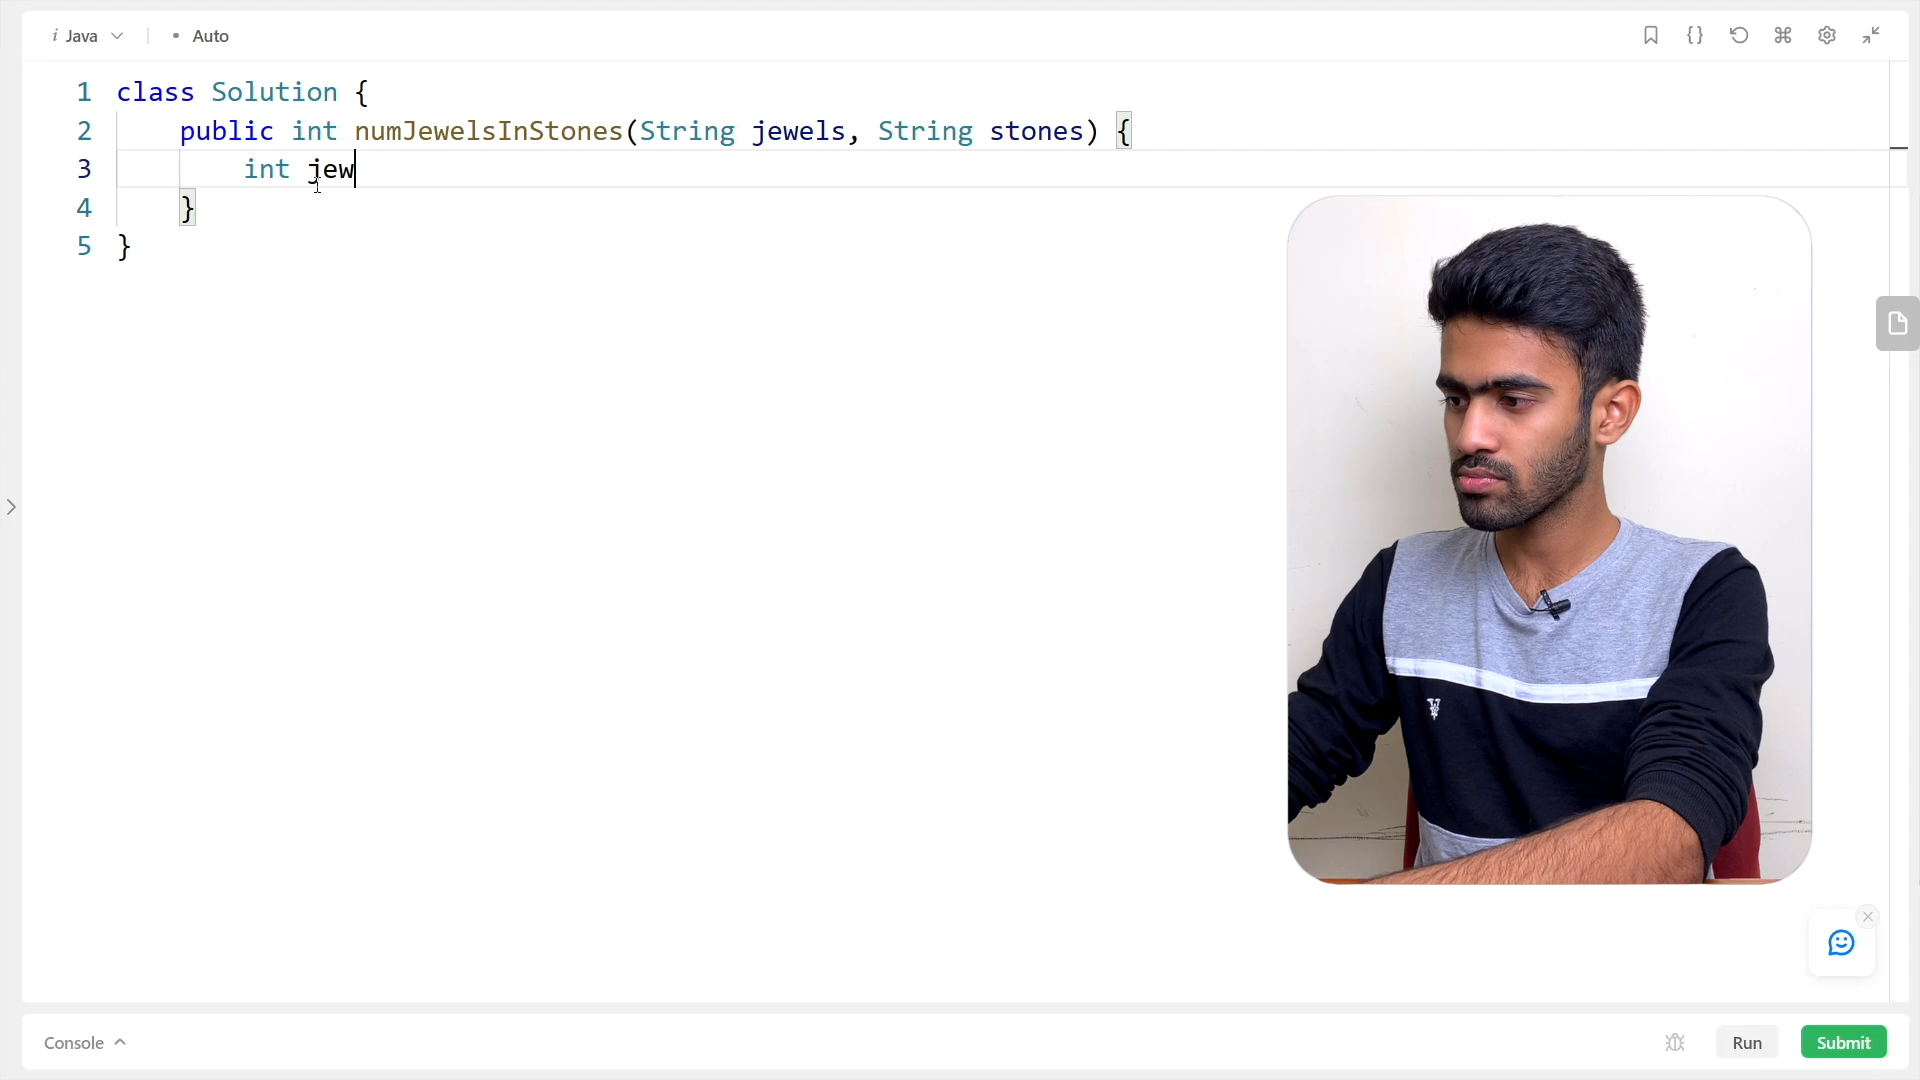 i Java • Auto
1 class Solution {
2 public int numJewelsInStones(String jewels, String stones) {
3 int jew
4 }
5 }
Console Run Submit